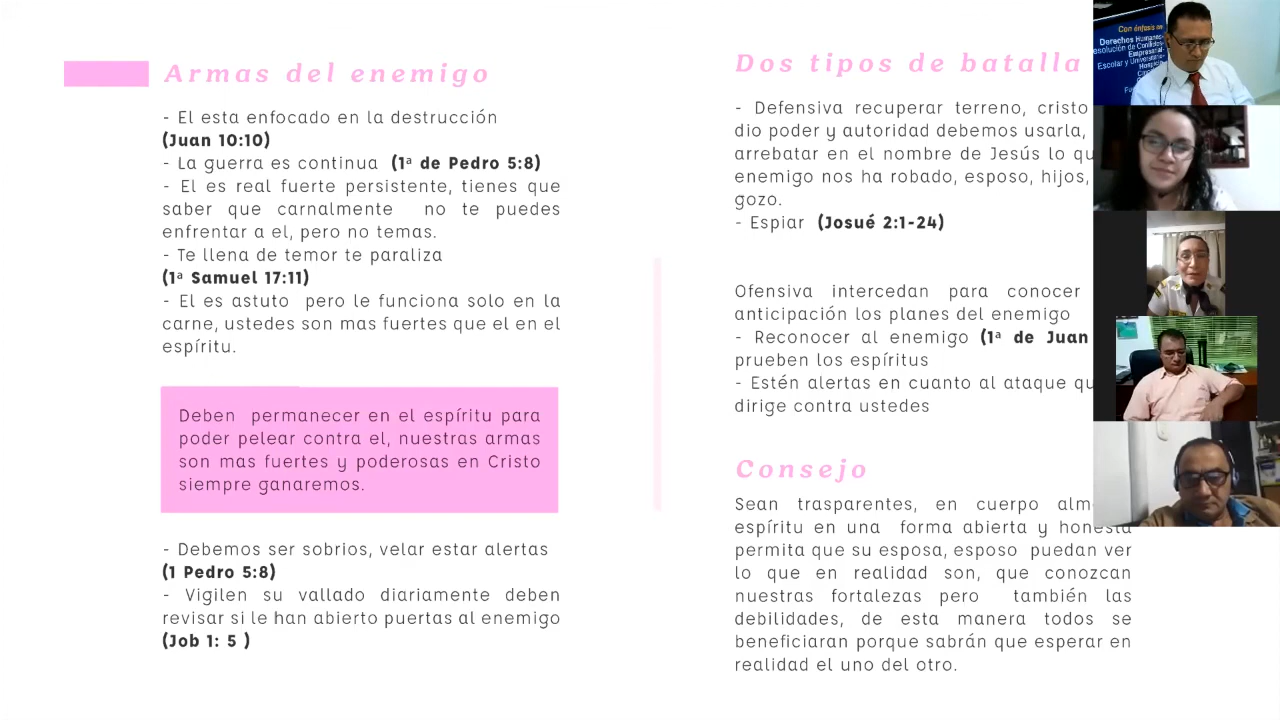 Armas del enemigo
- El esta enfocado en la destrucción
(Juan 10:10)
- La guerra es continua (1ª de Pedro 5:8)
- El es real fuerte persistente, tienes que
saber que carnalmente no te puedes
enfrentar a el, pero no temas.
- Te llena de temor te paraliza
(1ª Samuel 17:11)
- El es astuto pero le funciona solo en la
carne, ustedes son mas fuertes que el en el
espíritu.
Deben permanecer en el espíritu para
poder pelear contra el, nuestras armas
son mas fuertes y poderosas en Cristo
siempre ganaremos.
- Debemos ser sobrios, velar estar alertas
(1 Pedro 5:8)
- Vigilen su vallado diariamente deben
revisar si le han abierto puertas al enemigo
(Job 1: 5 )
Dos tipos de batalla
- Defensiva recuperar terreno, cristo
dio poder y autoridad debemos usarla,
arrebatar en el nombre de Jesús lo
enemigo nos ha robado, esposo, hijos,
gozo.
- Espiar (Josué 2:1-24)
Ofensiva intercedan para conocer
anticipación los planes del enemigo
- Reconocer al enemigo (1ª de Juan
prueben los espíritus
- Estén alertas en cuanto al ataque
dirige contra ustedes
Consejo
Sean trasparentes, en cuerpo
espíritu en una forma abierta y honesta
permita que su esposa, esposo puedan ver
lo que en realidad son, que conozcan
nuestras fortalezas pero también las
debilidades, de esta manera todos se
beneficiaran porque sabrán que esperar en
realidad el uno del otro.
Con énfasis en
Derechos Humanos-
Empresarial-
Escolar y Universitario-